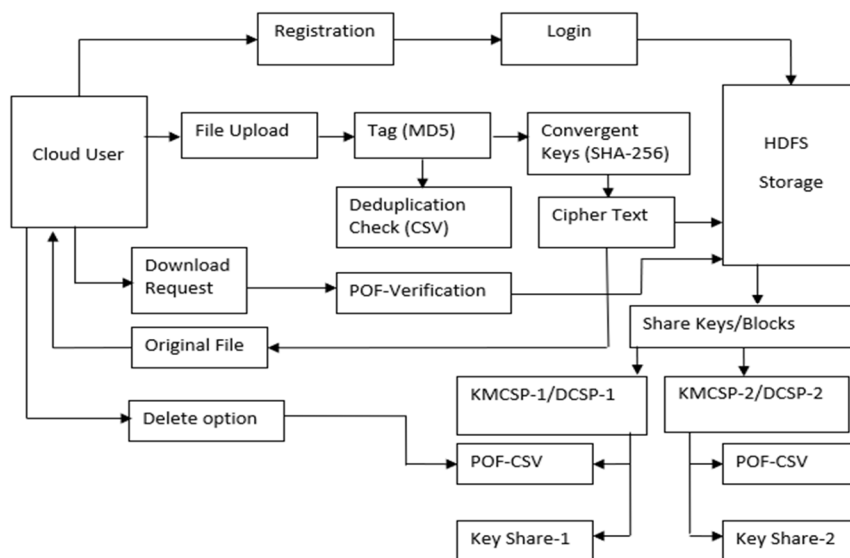 Registration
Login
Cloud User
File Upload
Tag (MD5)
Convergent
Keys (SHA-256)
HDFS
Storage
Deduplication
Check (CSV)
Cipher Text
Download
Request
POF-Verification
Original File
Share Keys/Blocks
KMCSP-1/DCSP-1
KMCSP-2/DCSP-2
Delete option
POF-CSV
POF-CSV
Key Share-1
Key Share-2